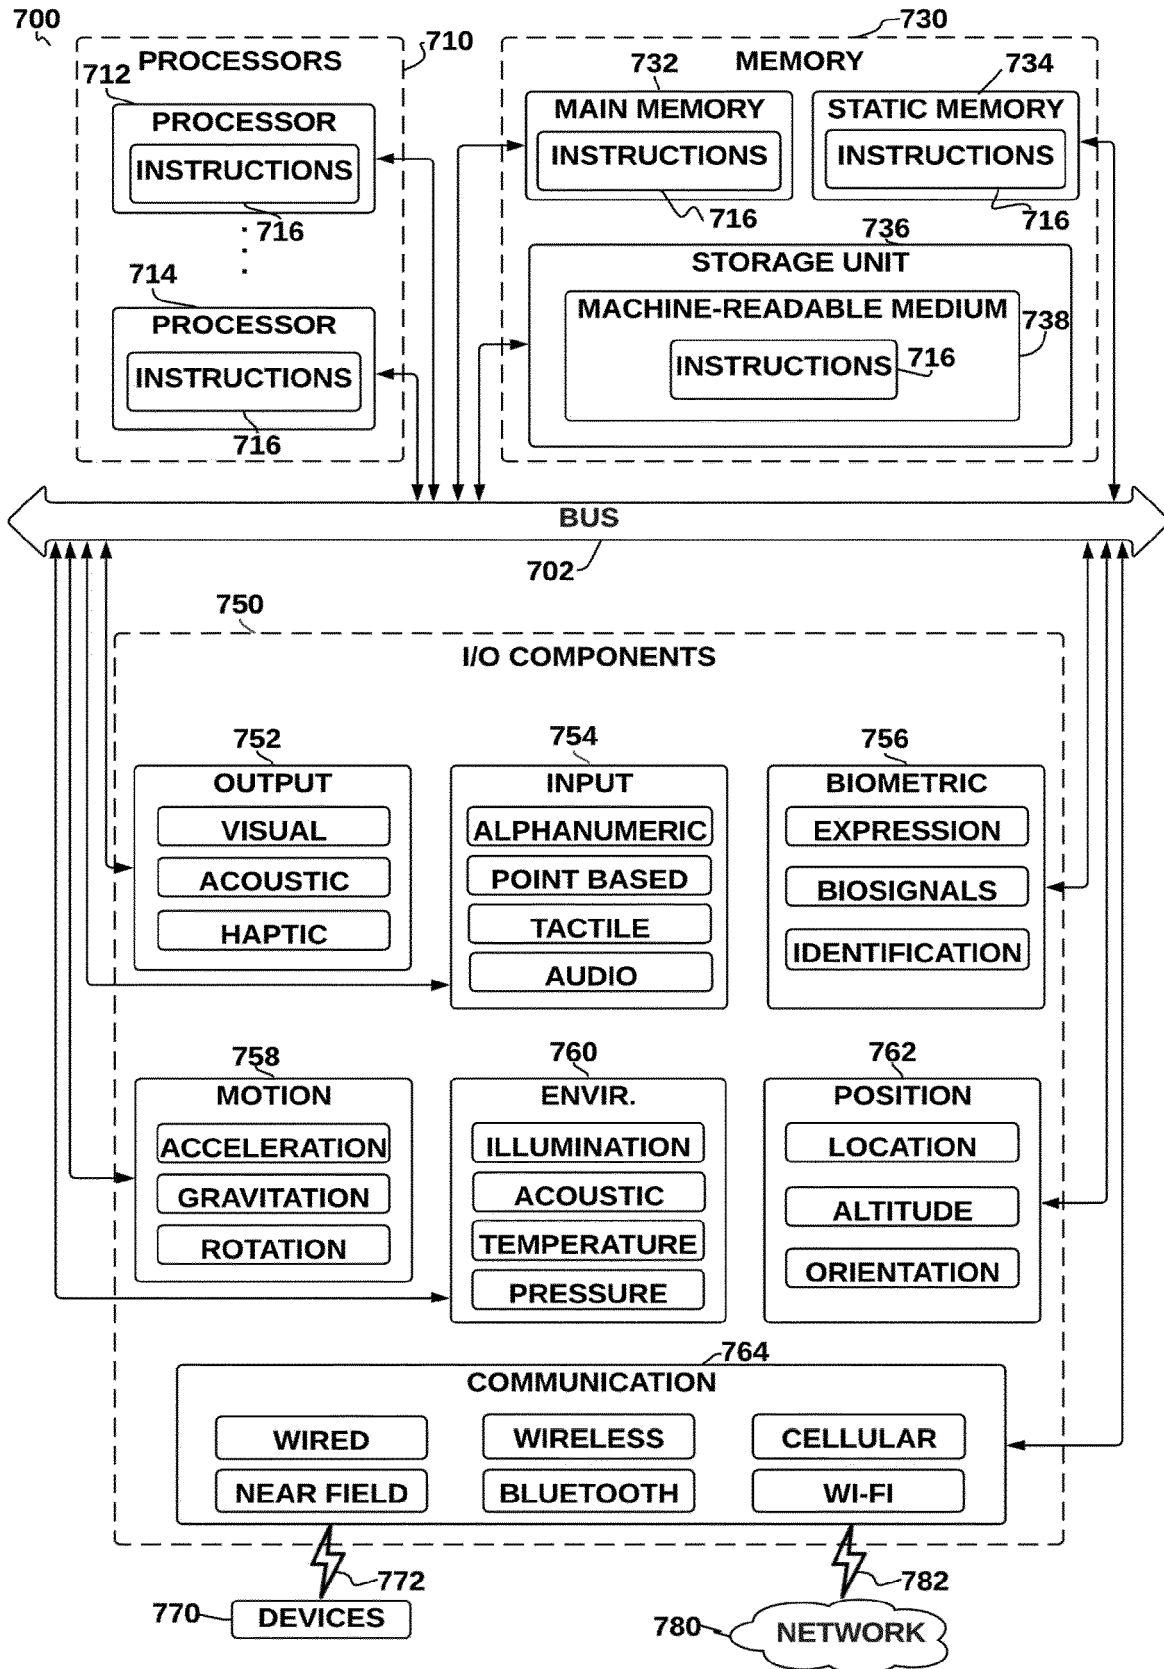 700
710
730
PROCESSORS
MEMORY
712
732
734
PROCESSOR
INSTRUCTIONS
716
MAIN MEMORY
INSTRUCTIONS
716
STATIC MEMORY
INSTRUCTIONS
716
714
PROCESSOR
INSTRUCTIONS
716
736
STORAGE UNIT
MACHINE-READABLE MEDIUM
738
INSTRUCTIONS
716
BUS
702
750
I/O COMPONENTS
752
OUTPUT
VISUAL
ACOUSTIC
HAPTIC
754
INPUT
ALPHANUMERIC
POINT BASED
TACTILE
AUDIO
756
BIOMETRIC
EXPRESSION
BIOSIGNALS
IDENTIFICATION
758
MOTION
ACCELERATION
GRAVITATION
ROTATION
760
ENVIR.
ILLUMINATION
ACOUSTIC
TEMPERATURE
PRESSURE
762
POSITION
LOCATION
ALTITUDE
ORIENTATION
764
COMMUNICATION
WIRED
WIRELESS
CELLULAR
NEAR FIELD
BLUETOOTH
WI-FI
772
782
770
DEVICES
780
NETWORK